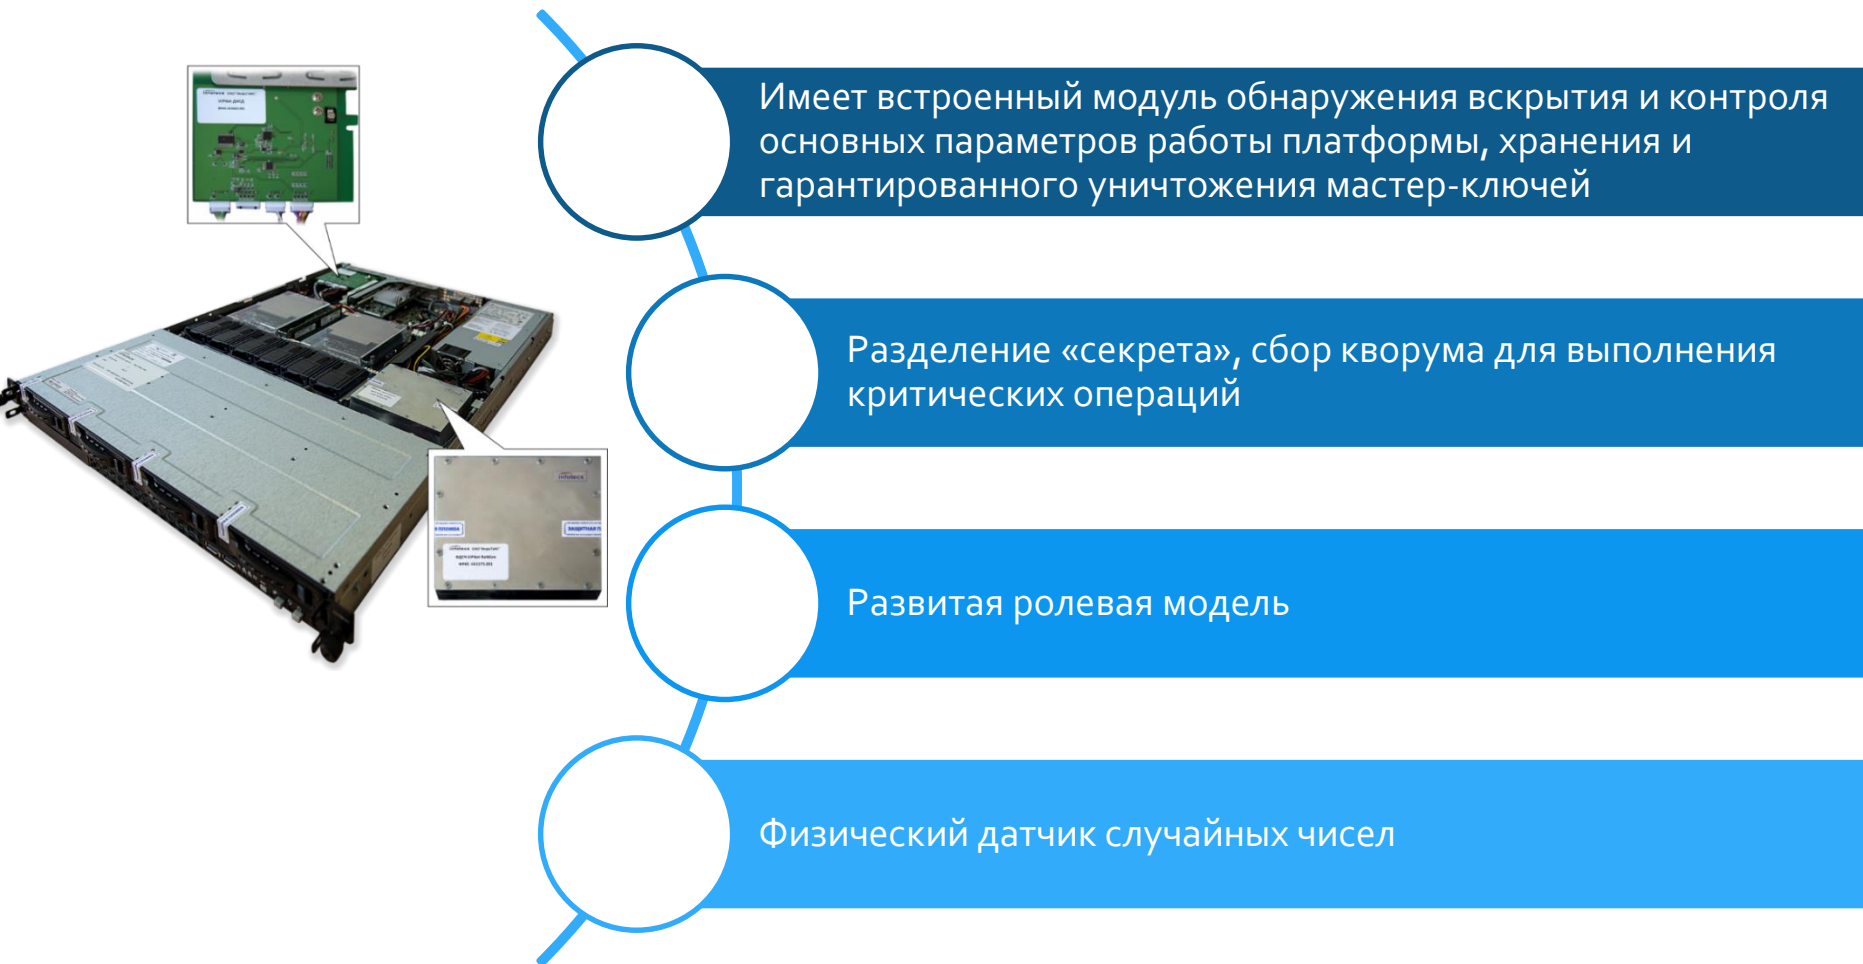 Имеет встроенный модуль обнаружения вскрытия и контроля
основных параметров работы платформы, хранения и
гарантированного уничтожения мастер-ключей
Разделение «секрета», сбор кворума для выполнения
критических операций
Развитая ролевая модель
Физический датчик случайных чисел
infotecs